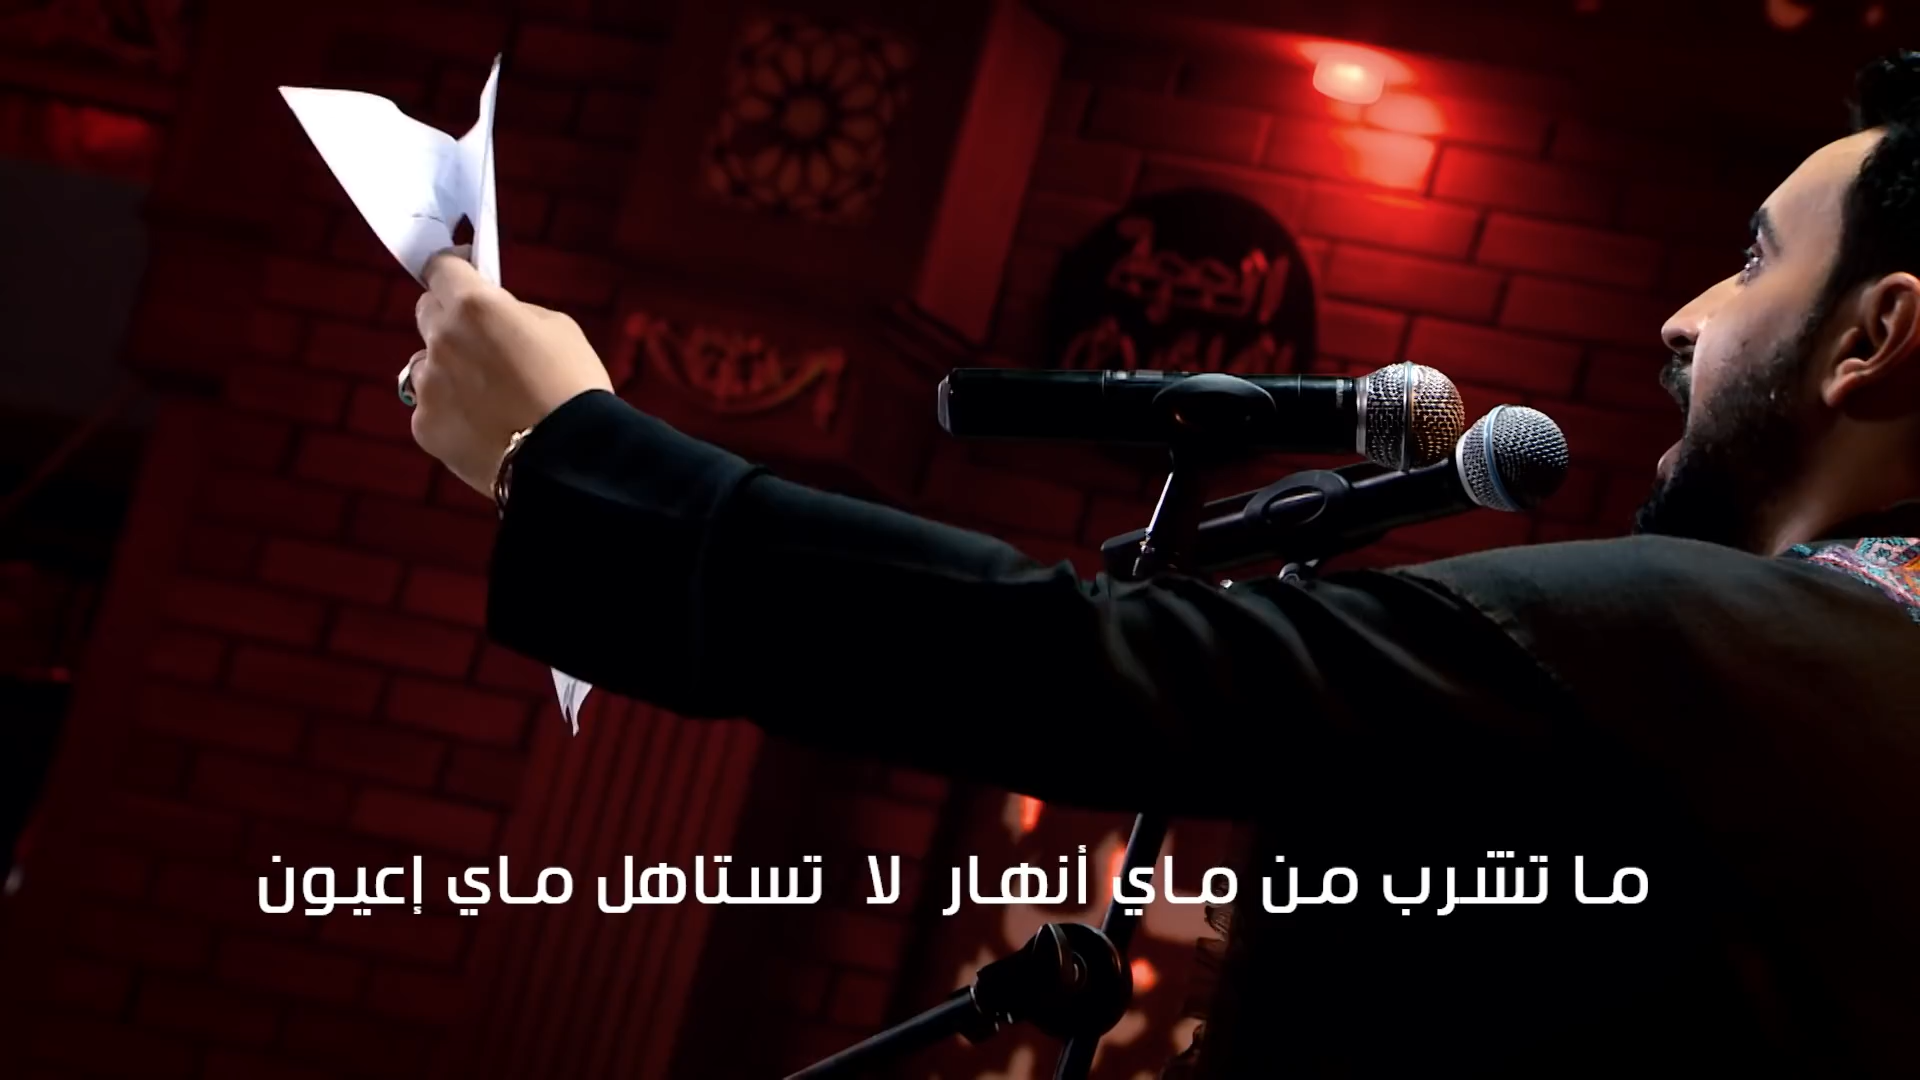 ما تشرب من ماي أنهار لا تستاهل ماي إعيون